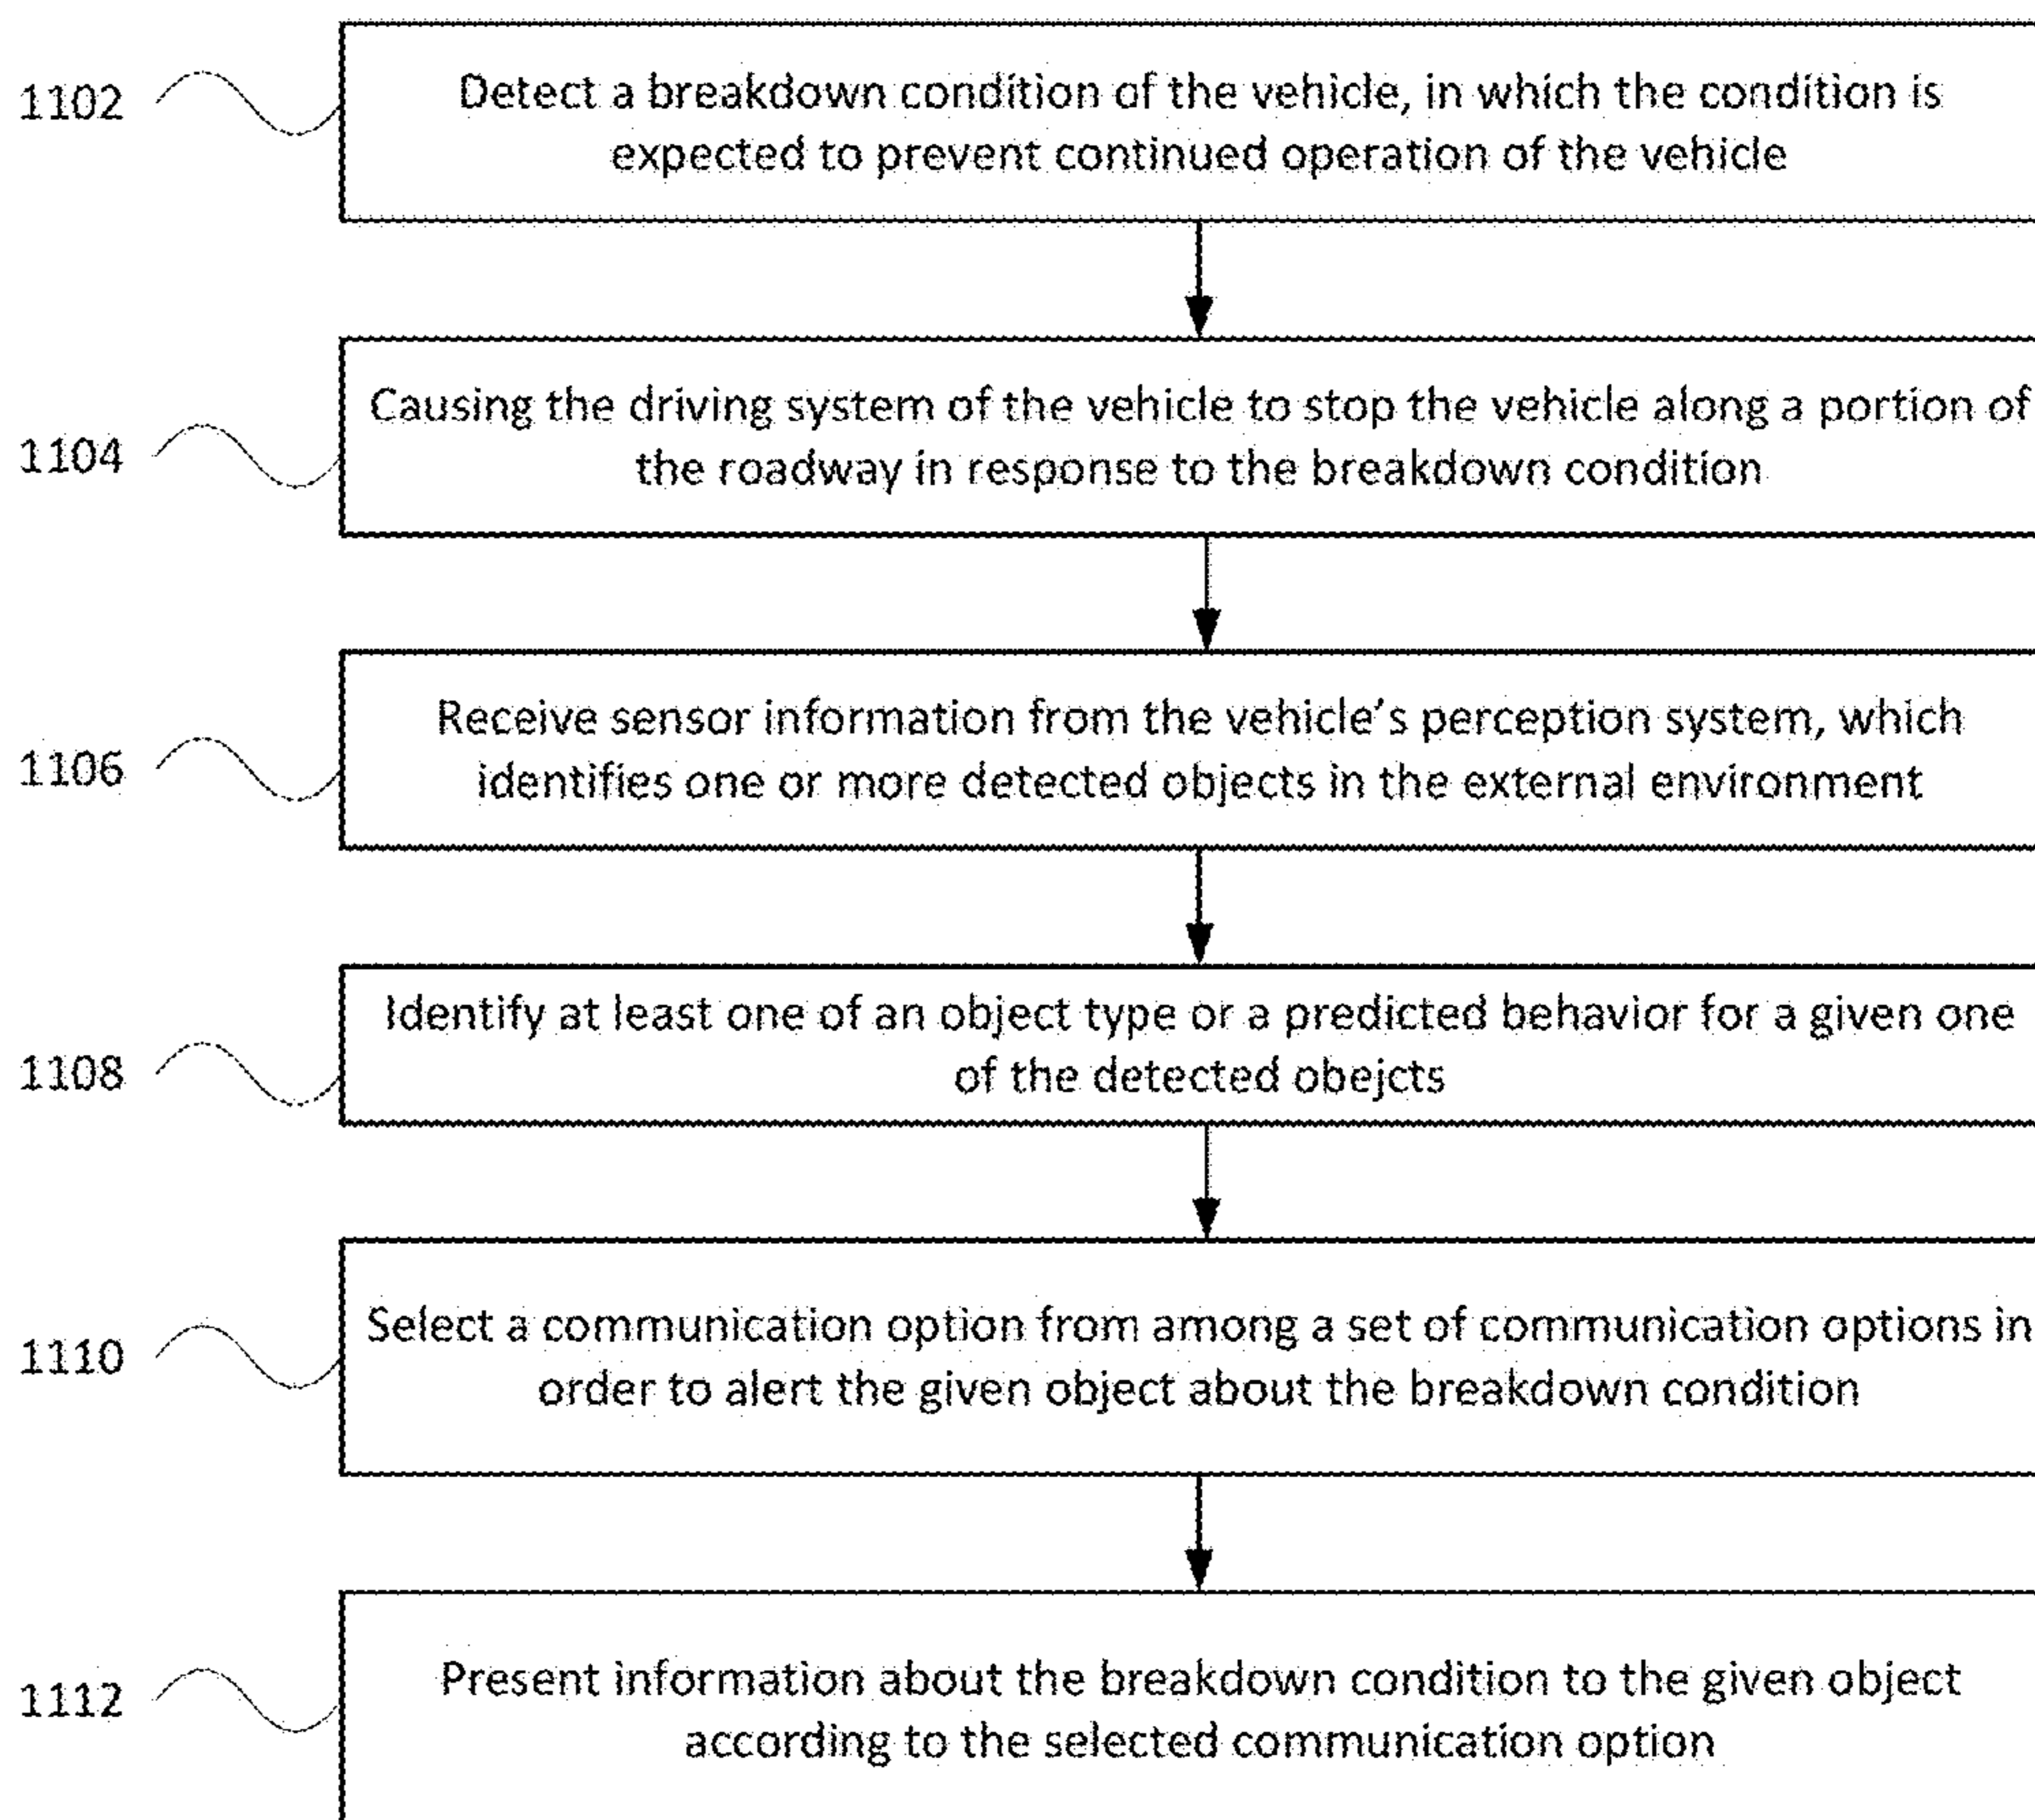 1102
Detect a breakdown condition of the vehicle, in which the condition is
expected to prevent continued operation of the vehicle
1104
Causing the driving system of the vehicle to stop the vehicle along a portion of
the roadway in response to the breakdown condition
1106
Receive sensor information from the vehicle's perception system, which
identifies one or more detected objects in the external environment
1108
Identify at least one of an object type or a predicted behavior for a given one
of the detected obejcts
1110
Select a communication option from among a set of communication options in
order to alert the given object about the breakdown condition
1112
Present information about the breakdown condition to the given object
according to the selected communication option